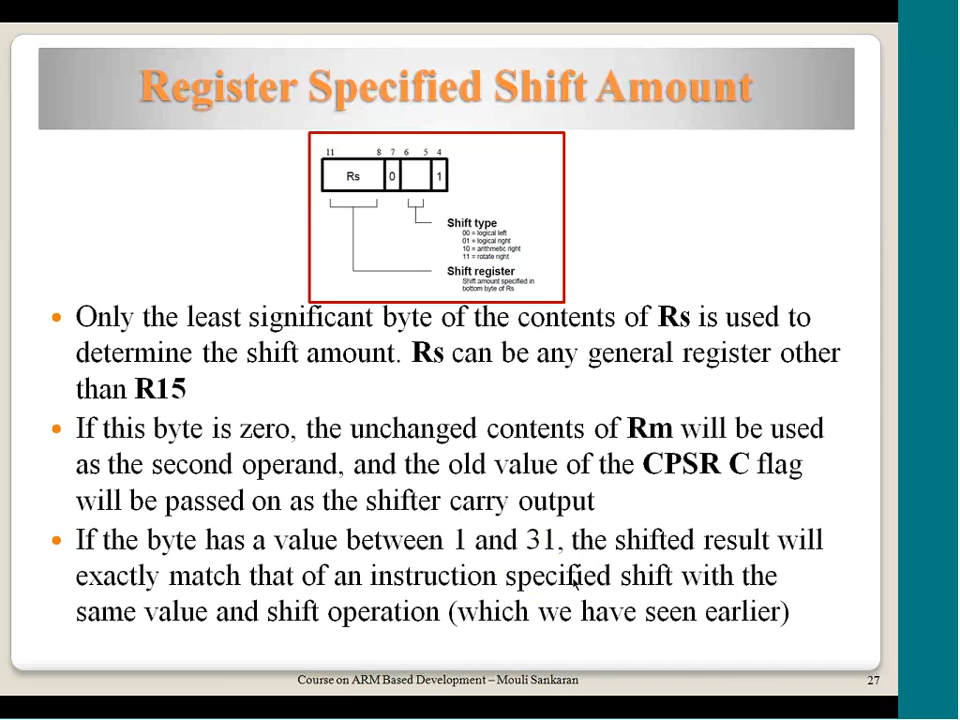 Register Specified Shift Amount
11 8 7 6 5 4
Rs 0 1
Shift type
00 = logical left
01 = logical right
10 = arithmetic right
11 = rotate right
Shift register
Shift amount specified in
bottom byte of Rs
• Only the least significant byte of the contents of Rs is used to
determine the shift amount. Rs can be any general register other
than R15
• If this byte is zero, the unchanged contents of Rm will be used
as the second operand, and the old value of the CPSR C flag
will be passed on as the shifter carry output
• If the byte has a value between 1 and 31, the shifted result will
exactly match that of an instruction specified shift with the
same value and shift operation (which we have seen earlier)
Course on ARM Based Development – Mouli Sankaran
27